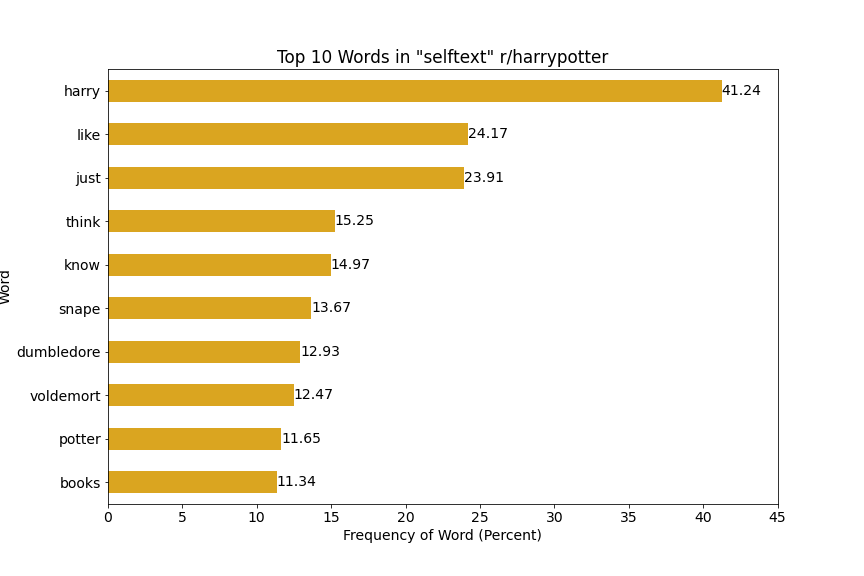 Top 10 Words in "selftext" r/harrypotter
Word
harry 41.24
like 24.17
just 23.91
think 15.25
know 14.97
snape 13.67
dumbledore 12.93
voldemort 12.47
potter 11.65
books 11.34
0 5 10 15 20 25 30 35 40 45
Frequency of Word (Percent)